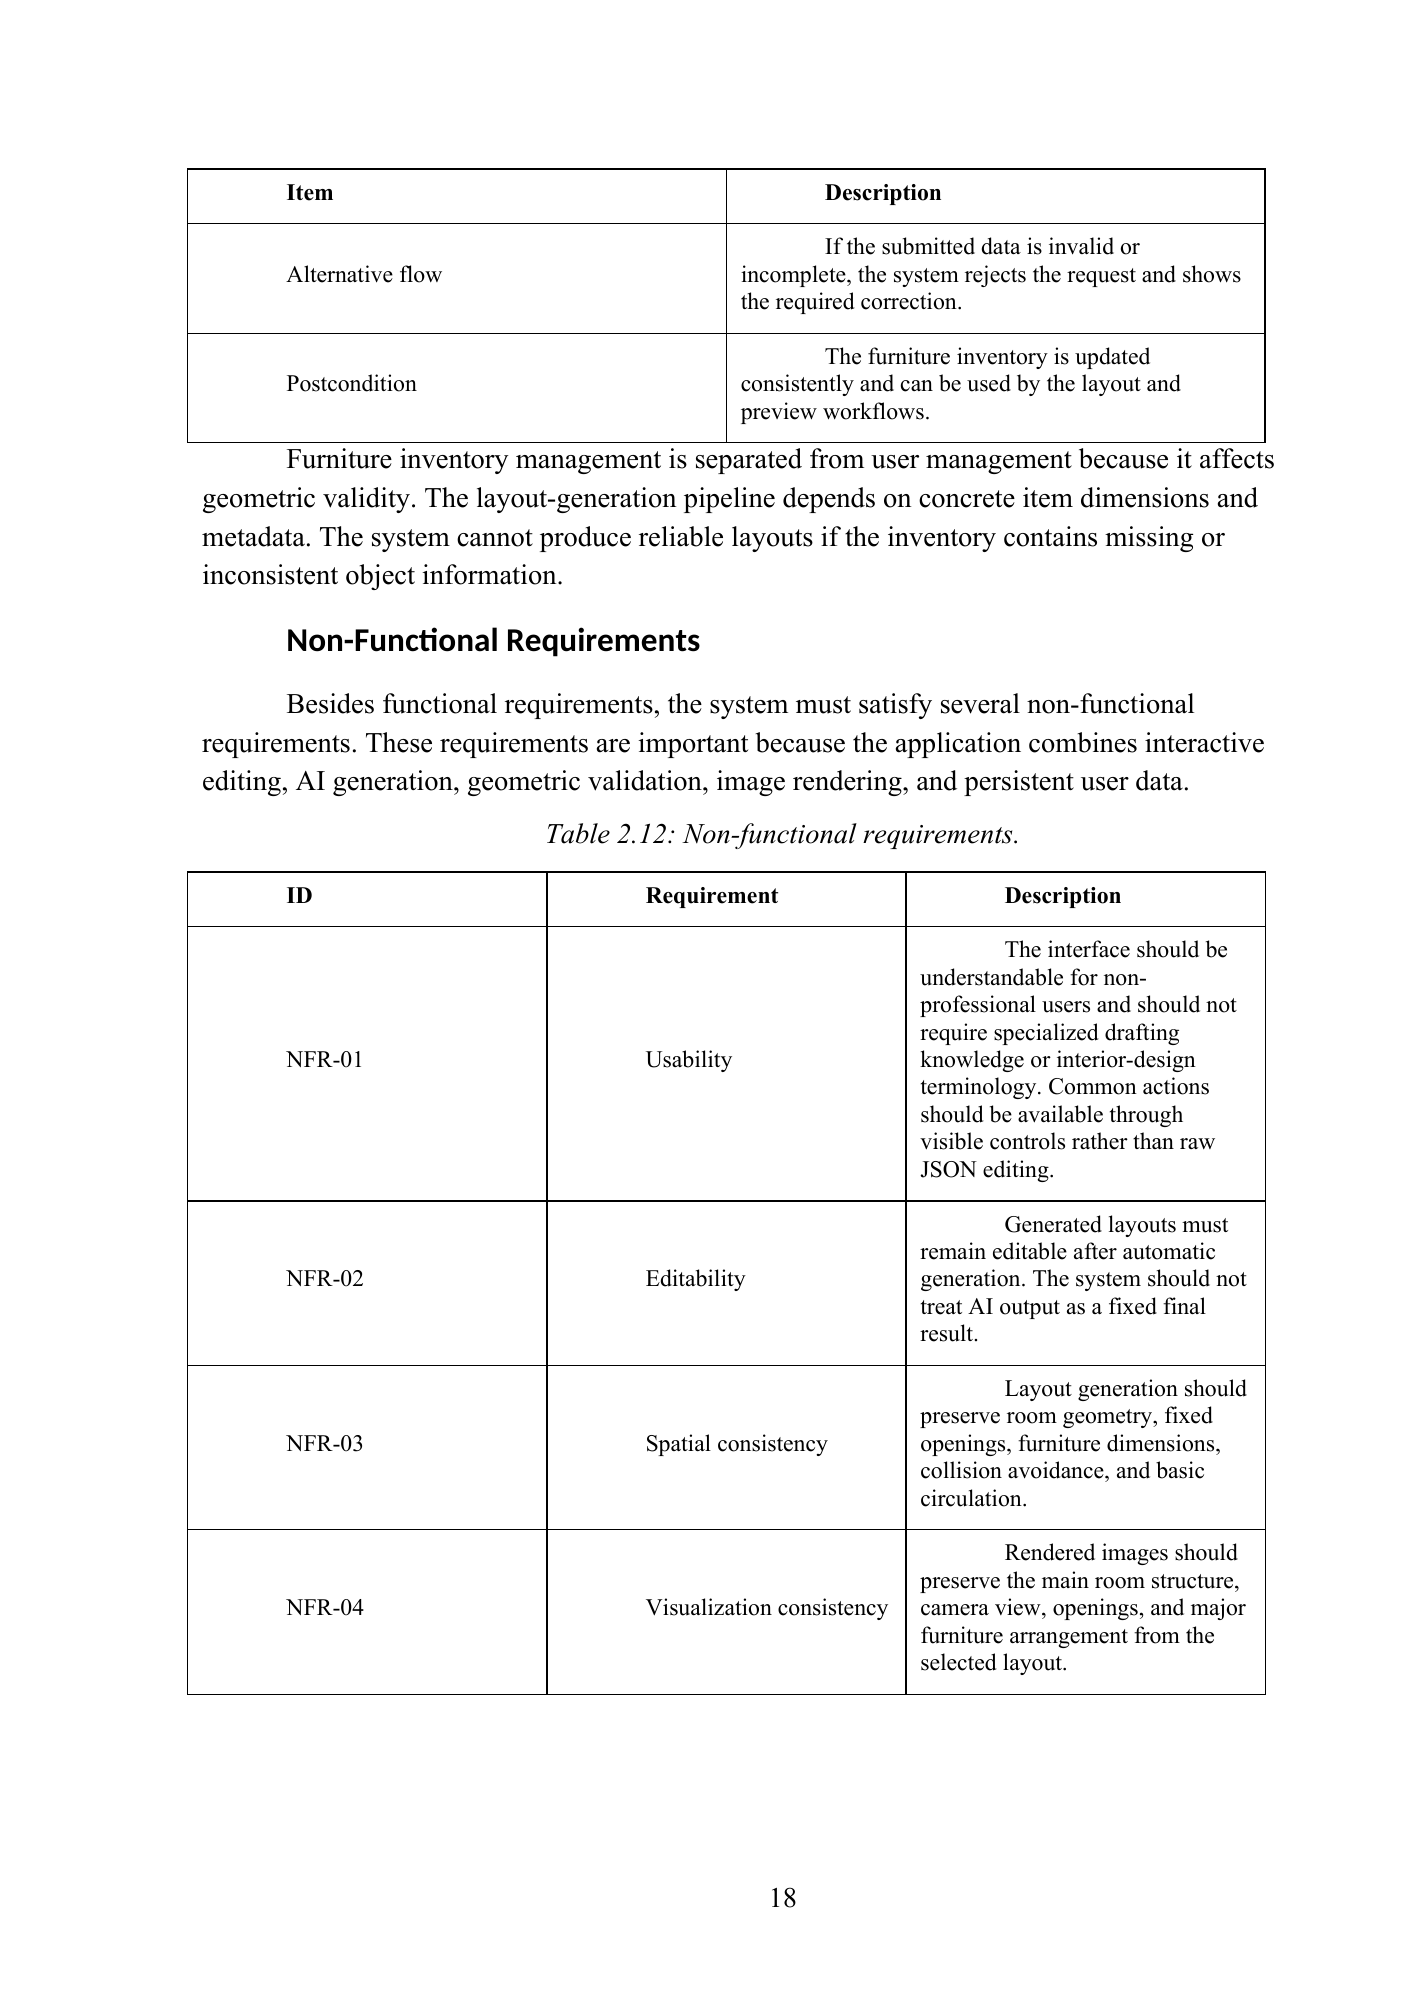 Item Description
Alternative flow
If the submitted data is invalid or
incomplete, the system rejects the request and shows
the required correction.
Postcondition
The furniture inventory is updated
consistently and can be used by the layout and
preview workflows.
Furniture inventory management is separated from user management because it affects
geometric validity. The layout-generation pipeline depends on concrete item dimensions and
metadata. The system cannot produce reliable layouts if the inventory contains missing or
inconsistent object information.
Non-Functional Requirements
Besides functional requirements, the system must satisfy several non-functional
requirements. These requirements are important because the application combines interactive
editing, AI generation, geometric validation, image rendering, and persistent user data.
Table 2.12: Non-functional requirements.
ID Requirement Description
NFR-01 Usability
The interface should be
understandable for non-
professional users and should not
require specialized drafting
knowledge or interior-design
terminology. Common actions
should be available through
visible controls rather than raw
JSON editing.
NFR-02 Editability
Generated layouts must
remain editable after automatic
generation. The system should not
treat AI output as a fixed final
result.
NFR-03 Spatial consistency
Layout generation should
preserve room geometry, fixed
openings, furniture dimensions,
collision avoidance, and basic
circulation.
NFR-04 Visualization consistency
Rendered images should
preserve the main room structure,
camera view, openings, and major
furniture arrangement from the
selected layout.
18